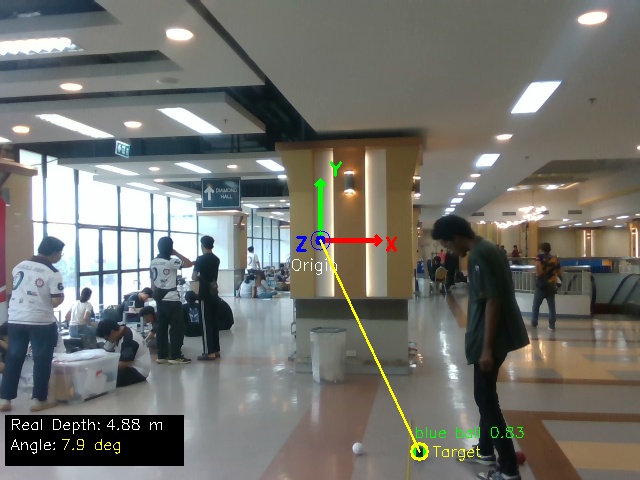 DIAMOND
HALL
Y
Z
X
Origin
blue ball 0.83
Target
Real Depth: 4.88 m
Angle: 7.9 deg